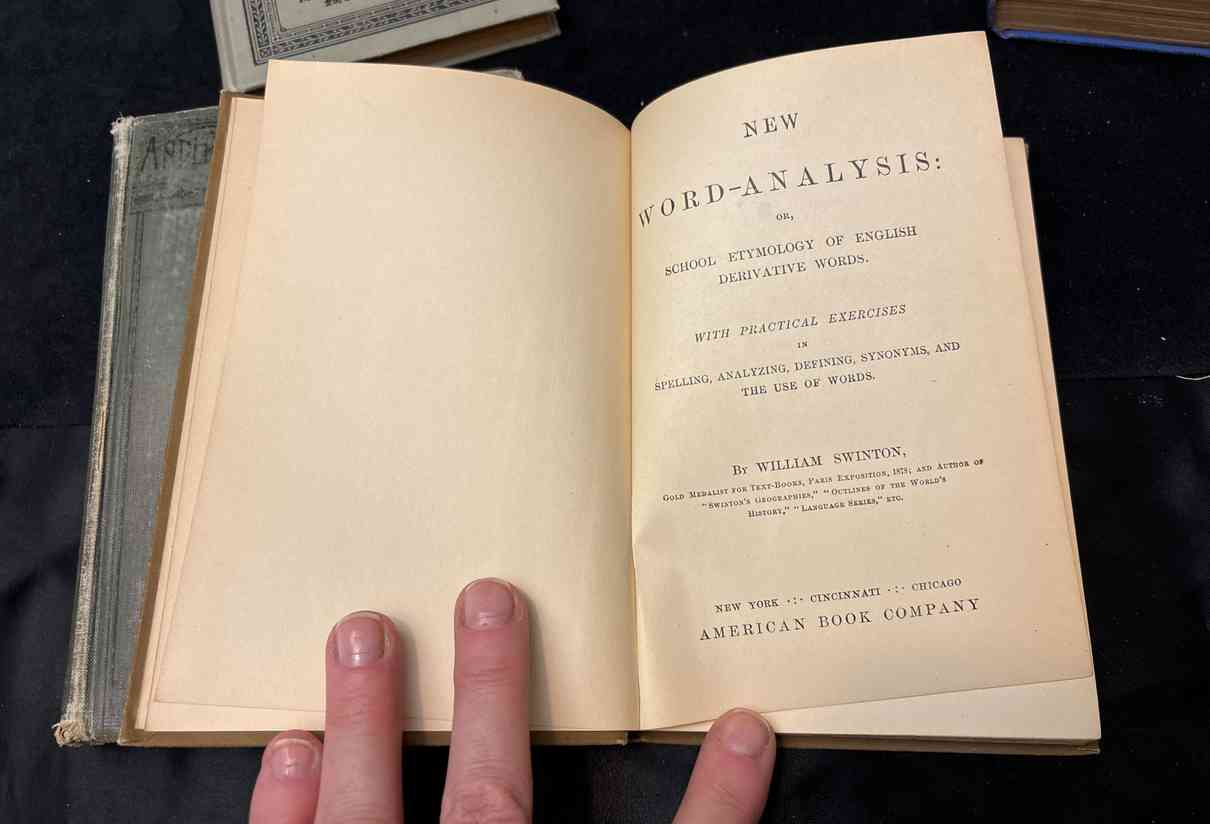 NEW
WORD-ANALYSIS:
OR,
SCHOOL ETYMOLOGY OF ENGLISH
DERIVATIVE WORDS.
WITH PRACTICAL EXERCISES
IN
SPELLING, ANALYZING, DEFINING, SYNONYMS, AND
THE USE OF WORDS.
BY WILLIAM SWINTON,
GOLD MEDALIST FOR TEXT-BOOKS, PARIS EXPOSITION, 1878; AND AUTHOR OF
"SWINTON'S GEOGRAPHIES," "OUTLINES OF THE WORLD'S
HISTORY," "LANGUAGE SERIES," ETC.
NEW YORK ·:· CINCINNATI ·:· CHICAGO
AMERICAN BOOK COMPANY